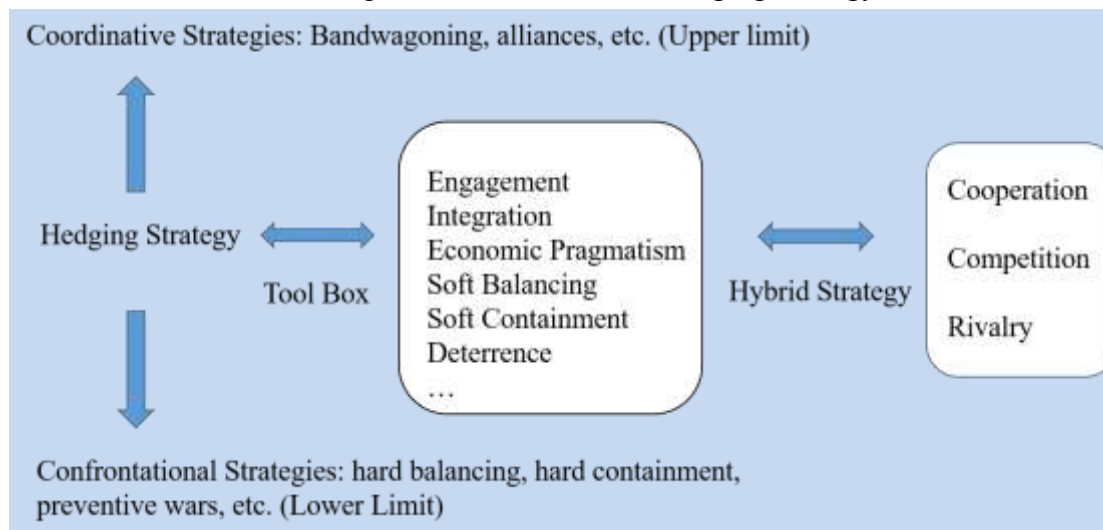 Coordinative Strategies: Bandwagoning, alliances, etc. (Upper limit)
Hedging Strategy
Tool Box
Engagement
Integration
Economic Pragmatism
Soft Balancing
Soft Containment
Deterrence
…
Hybrid Strategy
Cooperation
Competition
Rivalry
Confrontational Strategies: hard balancing, hard containment,
preventive wars, etc. (Lower Limit)